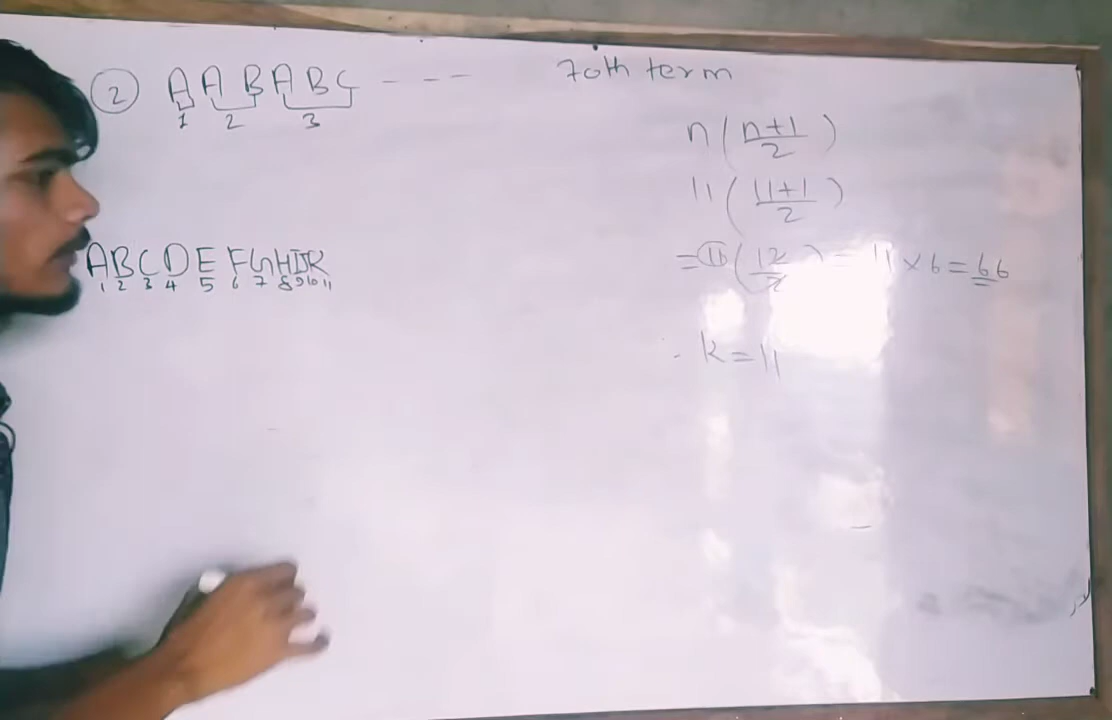 ② A A B A B C - - - 70th term
1 2 3
n ( n+1 / 2 )
11 ( 11+1 / 2 )
A B C D E F G H I J K
1 2 3 4 5 6 7 8 9 10 11
= 11 ( 12 / 2 ) = 11 × 6 = 66
k = 11